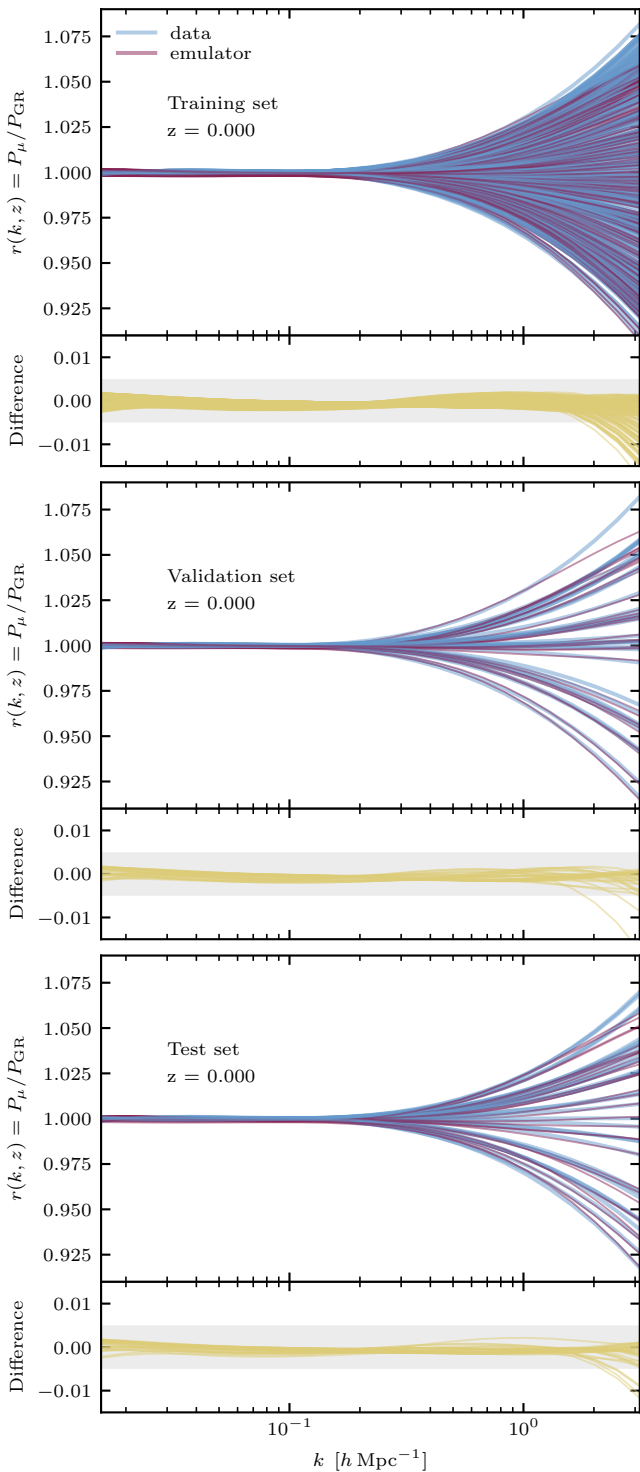 data
emulator
Training set
z = 0.000
r(k, z) = P_μ/P_GR
1.075
1.050
1.025
1.000
0.975
0.950
0.925
Difference
0.01
0.00
−0.01
Validation set
z = 0.000
r(k, z) = P_μ/P_GR
1.075
1.050
1.025
1.000
0.975
0.950
0.925
Difference
0.01
0.00
−0.01
Test set
z = 0.000
r(k, z) = P_μ/P_GR
1.075
1.050
1.025
1.000
0.975
0.950
0.925
Difference
0.01
0.00
−0.01
10⁻¹ 10⁰
k [h Mpc⁻¹]